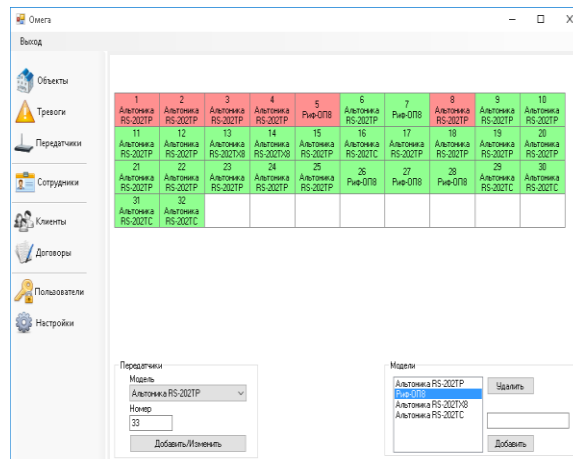 Омега
Выход
Объекты
Тревоги
Передатчики
Сотрудники
Клиенты
Договоры
Пользователи
Настройки
1 2 3 4 5 6 7 8 9 10
Альтоника Альтоника Альтоника Альтоника Риф-ОП8 Альтоника Риф-ОП8 Альтоника Альтоника Альтоника
RS-202TP RS-202TP RS-202TP RS-202TP RS-202TP RS-202TP RS-202TP RS-202TP
11 12 13 14 15 16 17 18 19 20
Альтоника Альтоника Альтоника Альтоника Альтоника Альтоника Альтоника Альтоника Альтоника Альтоника
RS-202TP RS-202TP RS-202TX8 RS-202TX8 RS-202TP RS-202TC RS-202TP RS-202TP RS-202TP RS-202TP
21 22 23 24 25 26 27 28 29 30
Альтоника Альтоника Альтоника Альтоника Альтоника Риф-ОП8 Риф-ОП8 Риф-ОП8 Альтоника Альтоника
RS-202TP RS-202TP RS-202TP RS-202TP RS-202TP RS-202TC RS-202TC
31 32
Альтоника Альтоника
RS-202TC RS-202TC
Передатчики
Модель
Альтоника RS-202TP
Номер
33
Добавить/Изменить
Модели
Альтоника RS-202TP
Риф-ОП8
Альтоника RS-202TX8
Альтоника RS-202TC
Удалить
Добавить